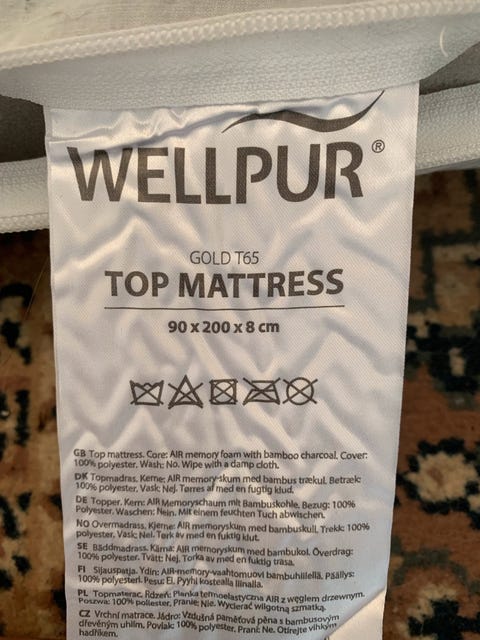 WELLPUR®
GOLD T65
TOP MATTRESS
90 x 200 x 8 cm
GB Top mattress. Core: AIR memory foam with bamboo charcoal. Cover:
100% polyester. Wash: No. Wipe with a damp cloth.
DK Topmadras. Kerne: AIR memory-skum med bambus trækul. Betræk:
100% polyester. Vask: Nej. Tørres af med en fugtig klud.
DE Topper. Kern: AIR Memoryschaum mit Bambuskohle. Bezug: 100%
Polyester. Waschen: Nein. Mit einem feuchten Tuch abwischen.
NO Overmadrass. Kjerne: AIR memoryskum med bambuskull. Trekk: 100%
polyester. Vask: Nei. Tørk av med en fuktig klut.
SE Bäddmadrass. Kärna: AIR memoryskum med bambukol. Överdrag:
100% polyester. Tvätt: Nej. Torka av med en fuktig trasa.
FI Sijauspatja. Ydin: AIR-memory-vaahtomuovi bambuhiilellä. Päällys:
100% polyesteri. Pesu: Ei. Pyyhi kostealla liinalla.
PL Topmaterac. Rdzeń: Pianka termoelastyczna AIR z węglem drzewnym.
Poszwa: 100% poliester. Pranie: Nie. Wycierać wilgotną szmatką.
CZ Vrchní matrace. Jádro: Vzdušná paměťová pěna s bambusovým
dřevěným uhlím. Povlak: 100% polyester. Praní: Ne. Otírejte vlhkým
hadříkem.